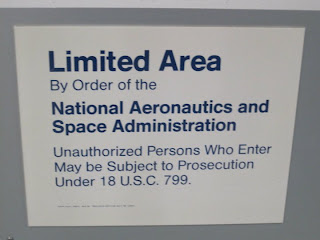 Limited Area
By Order of the
National Aeronautics and
Space Administration
Unauthorized Persons Who Enter
May be Subject to Prosecution
Under 18 U.S.C. 799.